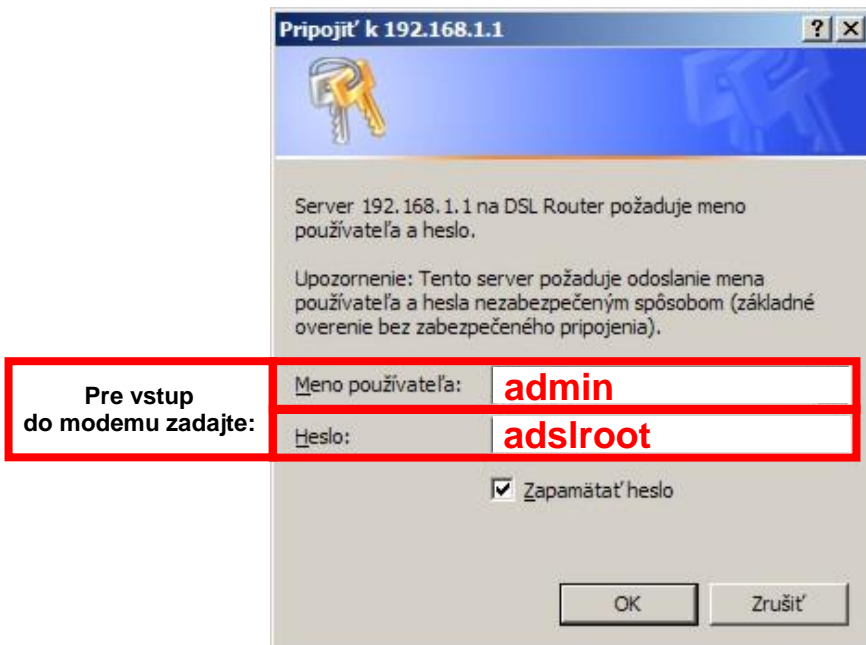 Pripojiť k 192.168.1.1
Server 192.168.1.1 na DSL Router požaduje meno
používateľa a heslo.
Upozornenie: Tento server požaduje odoslanie mena
používateľa a hesla nezabezpečeným spôsobom (základné
overenie bez zabezpečeného pripojenia).
Pre vstup
do modemu zadajte:
Meno používateľa: admin
Heslo: adslroot
Zapamätať heslo
OK Zrušiť